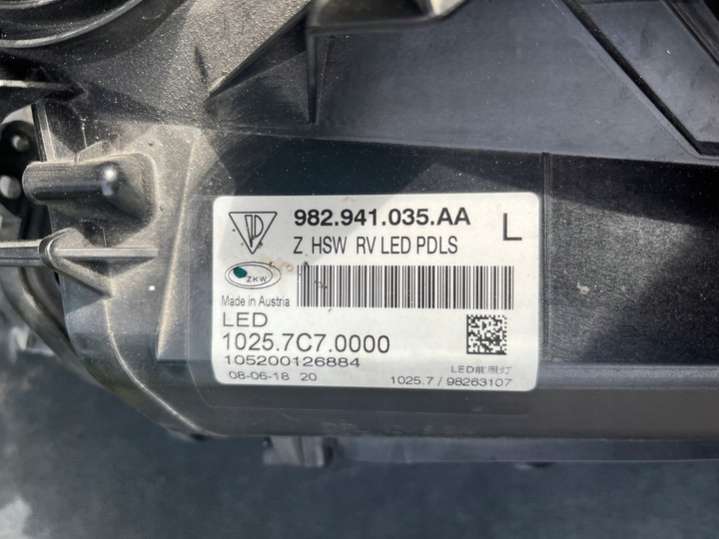 982.941.035.AA
L
Z HSW RV LED PDLS
ZKW
Made in Austria
LED
1025.7C7.0000
105200126884
08-06-18 20
LED前照灯
1025.7 / 98263107